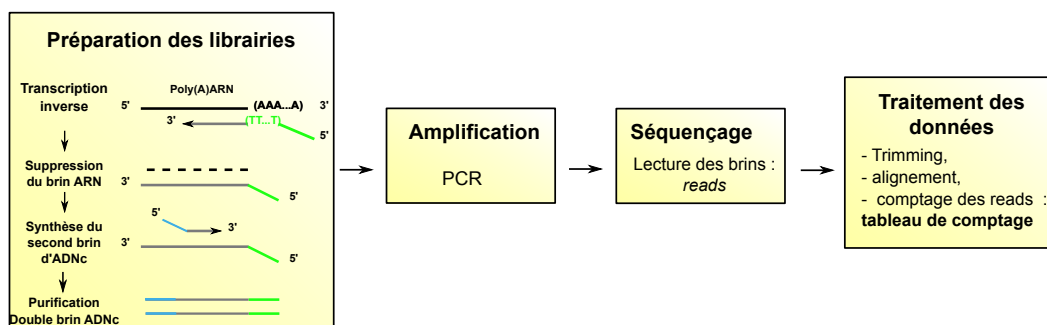 Préparation des librairies
Transcription
inverse
Poly(A)ARN
5'
(AAA...A)
3'
3'
(TT...T)
5'
Suppression
du brin ARN
3'
5'
Synthèse du
second brin
d'ADNc
5'
3'
3'
5'
Purification
Double brin ADNc
Amplification
PCR
Séquençage
Lecture des brins :
reads
Traitement des
données
- Trimming,
- alignement,
- comptage des reads :
tableau de comptage